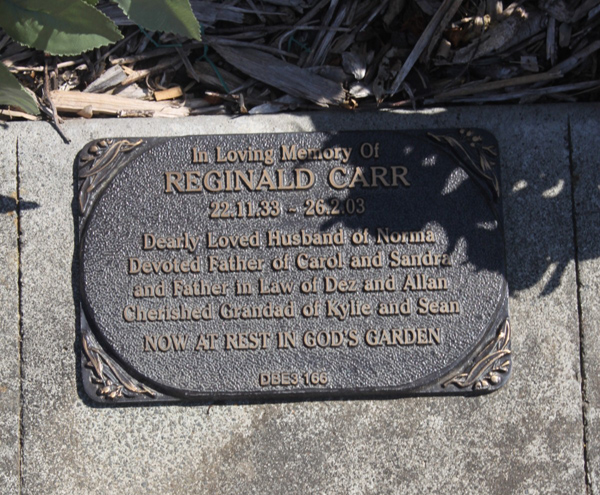 In Loving Memory Of
REGINALD CARR
22.11.33 - 26.2.03
Dearly Loved Husband of Norma
Devoted Father of Carol and Sandra
and Father in Law of Dez and Allan
Cherished Grandad of Kylie and Sean
NOW AT REST IN GOD'S GARDEN
DBE3-166